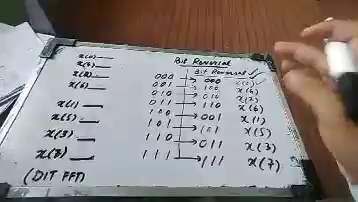 Bit Reversal
Bit Reversal
x(0)
000 → 000 x(0)
x(4)
001 → 100 x(4)
x(2)
010 → 010 x(2)
x(6)
011 → 110 x(6)
x(1)
100 → 001 x(1)
x(5)
101 → 101 x(5)
x(3)
110 → 011 x(3)
x(7)
111 → 111 x(7)
(DIT FFT)